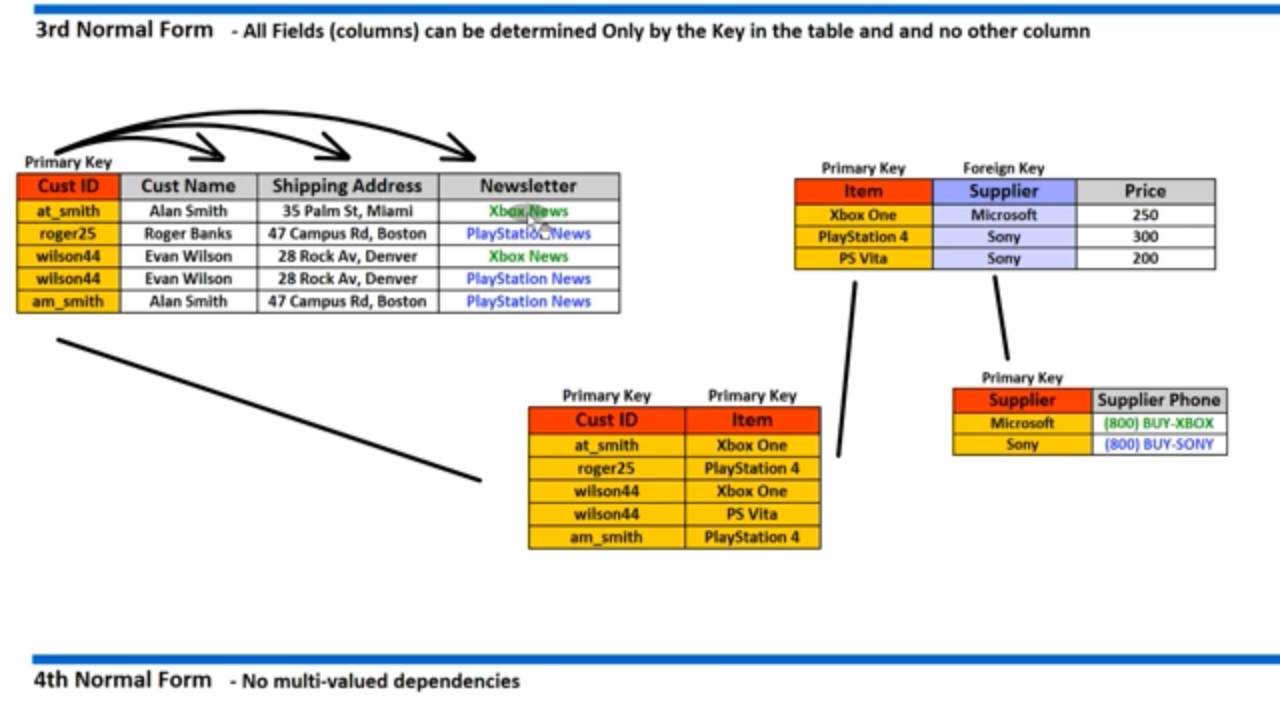 3rd Normal Form - All Fields (columns) can be determined Only by the Key in the table and and no other column
Primary Key
Cust ID Cust Name Shipping Address Newsletter
at_smith Alan Smith 35 Palm St, Miami Xbox News
roger25 Roger Banks 47 Campus Rd, Boston PlayStation News
wilson44 Evan Wilson 28 Rock Av, Denver Xbox News
wilson44 Evan Wilson 28 Rock Av, Denver PlayStation News
am_smith Alan Smith 47 Campus Rd, Boston PlayStation News
Primary Key Foreign Key
Item Supplier Price
Xbox One Microsoft 250
PlayStation 4 Sony 300
PS Vita Sony 200
Primary Key Primary Key
Cust ID Item
at_smith Xbox One
roger25 PlayStation 4
wilson44 Xbox One
wilson44 PS Vita
am_smith PlayStation 4
Primary Key
Supplier Supplier Phone
Microsoft (800) BUY-XBOX
Sony (800) BUY-SONY
4th Normal Form - No multi-valued dependencies